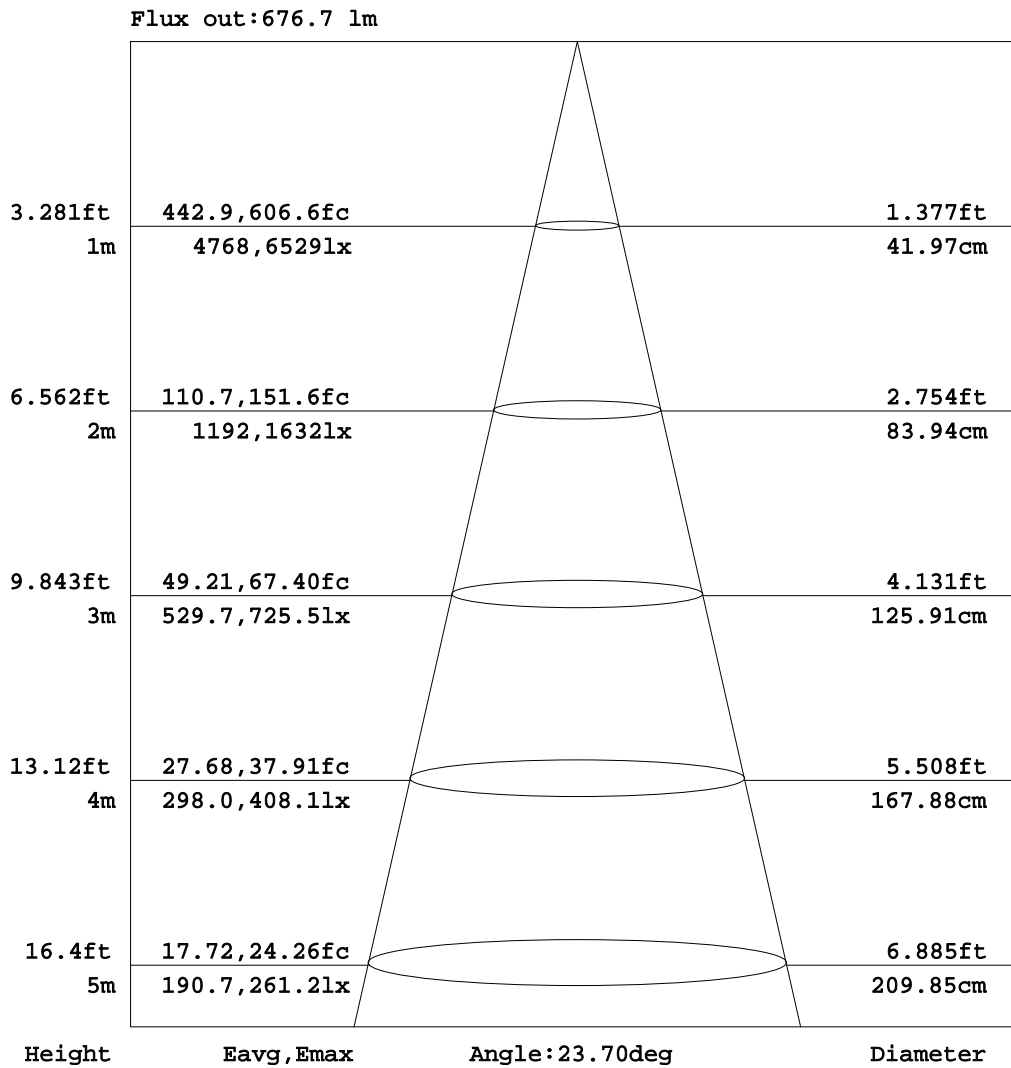 Flux out:676.7 lm
3.281ft 442.9,606.6fc 1.377ft
1m 4768,6529lx 41.97cm
6.562ft 110.7,151.6fc 2.754ft
2m 1192,1632lx 83.94cm
9.843ft 49.21,67.40fc 4.131ft
3m 529.7,725.5lx 125.91cm
13.12ft 27.68,37.91fc 5.508ft
4m 298.0,408.1lx 167.88cm
16.4ft 17.72,24.26fc 6.885ft
5m 190.7,261.2lx 209.85cm
Height Eavg,Emax Angle:23.70deg Diameter